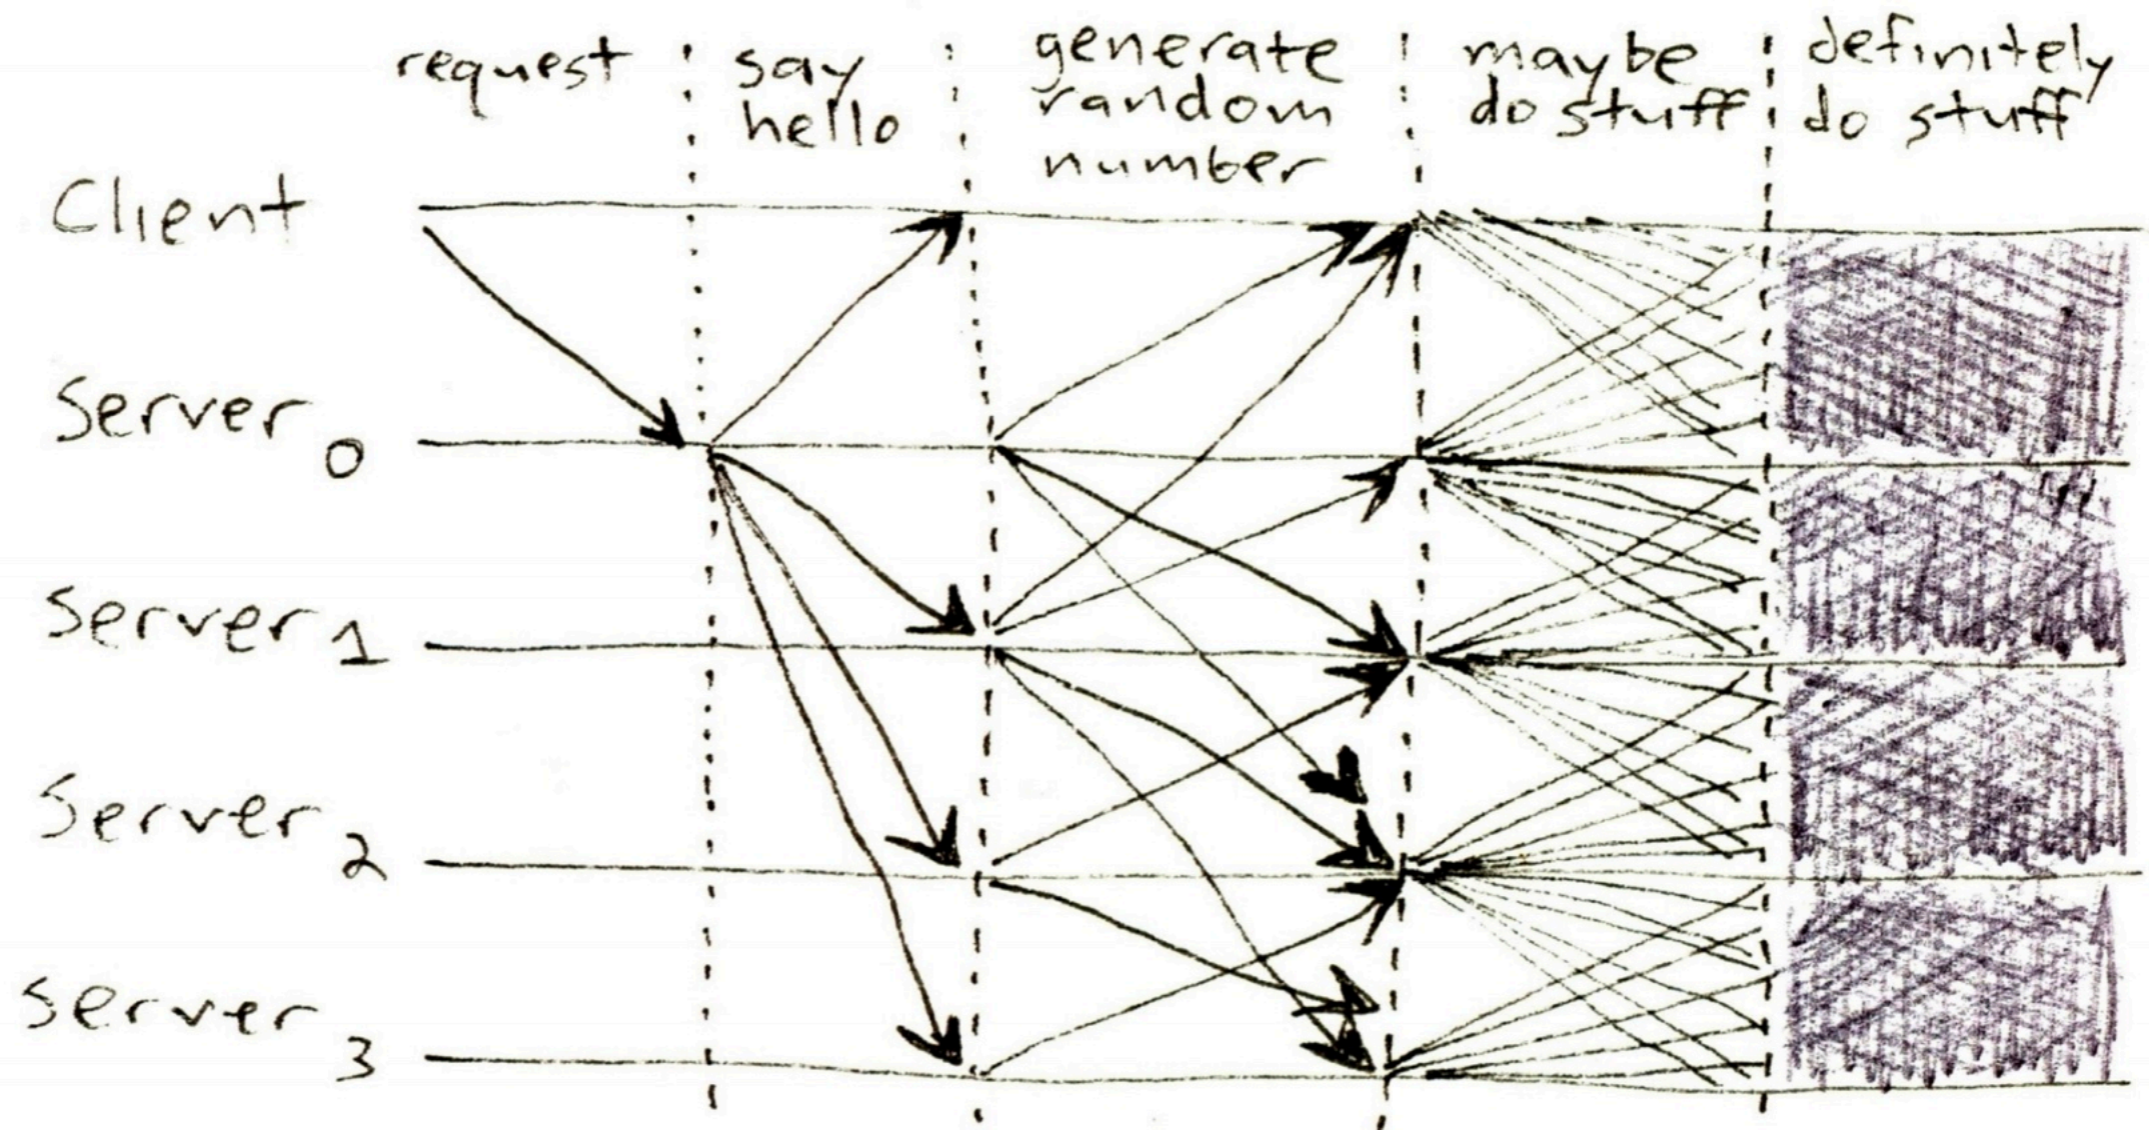 request
say
hello
generate
random
number
maybe
do stuff
definitely
do stuff
Client
Server 0
Server 1
Server 2
Server 3